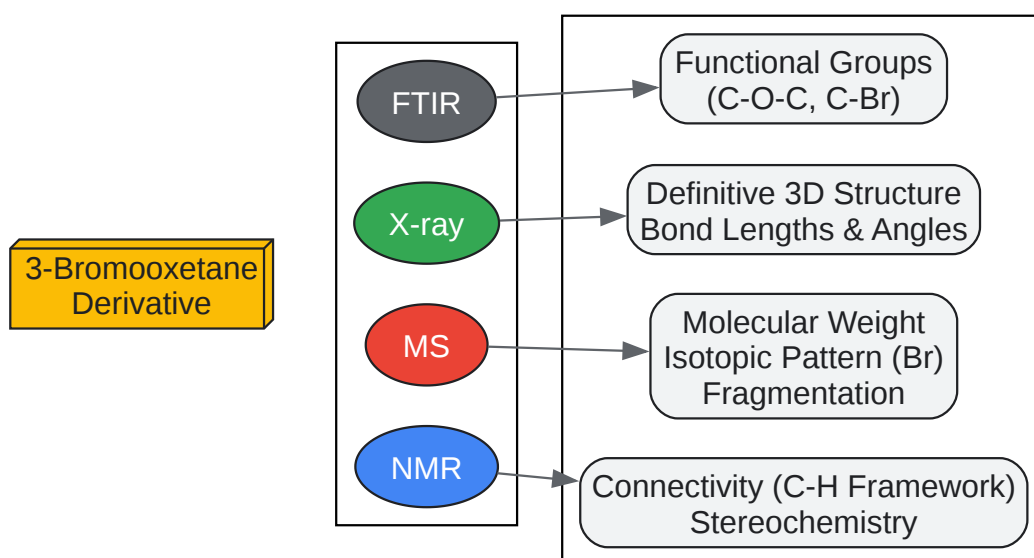 3-Bromooxetane
Derivative
FTIR
X-ray
MS
NMR
Functional Groups
(C-O-C, C-Br)
Definitive 3D Structure
Bond Lengths & Angles
Molecular Weight
Isotopic Pattern (Br)
Fragmentation
Connectivity (C-H Framework)
Stereochemistry